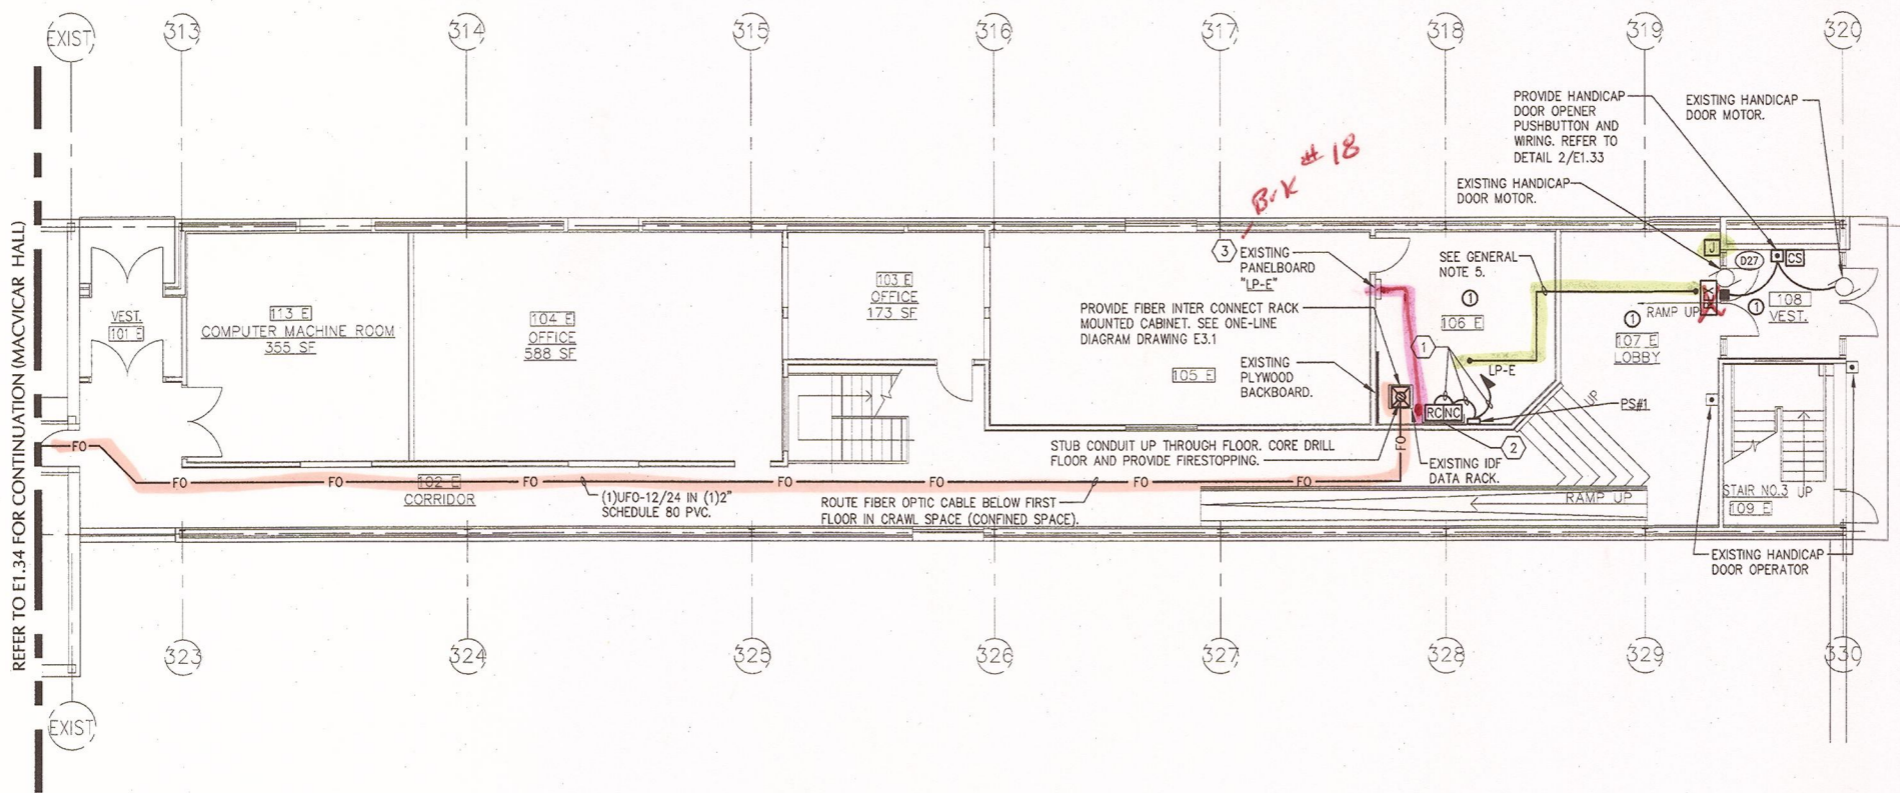 EXIST
313
314
315
316
317
318
319
320
PROVIDE HANDICAP
DOOR OPENER
PUSHBUTTON AND
WIRING. REFER TO
DETAIL 2/E1.33
EXISTING HANDICAP
DOOR MOTOR.
EXISTING HANDICAP
DOOR MOTOR.
BrK # 18
REFER TO E1.34 FOR CONTINUATION (MACVICAR HALL)
VEST.
101 E
113 E
COMPUTER MACHINE ROOM
355 SF
104 E
OFFICE
588 SF
103 E
OFFICE
173 SF
3
EXISTING
PANELBOARD
"LP-E"
PROVIDE FIBER INTER CONNECT RACK
MOUNTED CABINET. SEE ONE-LINE
DIAGRAM DRAWING E3.1
EXISTING
PLYWOOD
BACKBOARD.
105 E
SEE GENERAL
NOTE 5.
1
106 E
1
LP-E
RC
NC
PS#1
2
J
D27
CS
RAMP UP
1
107 E
LOBBY
1
108
VEST.
UP
STUB CONDUIT UP THROUGH FLOOR. CORE DRILL
FLOOR AND PROVIDE FIRESTOPPING.
EXISTING IDF
DATA RACK.
FO
FO
FO
FO
FO
FO
FO
FO
FO
102 E
CORRIDOR
(1)UFO-12/24 IN (1)2"
SCHEDULE 80 PVC.
ROUTE FIBER OPTIC CABLE BELOW FIRST
FLOOR IN CRAWL SPACE (CONFINED SPACE).
RAMP UP
STAIR NO.3
UP
109 E
EXISTING HANDICAP
DOOR OPERATOR
323
324
325
326
327
328
329
330
EXIST